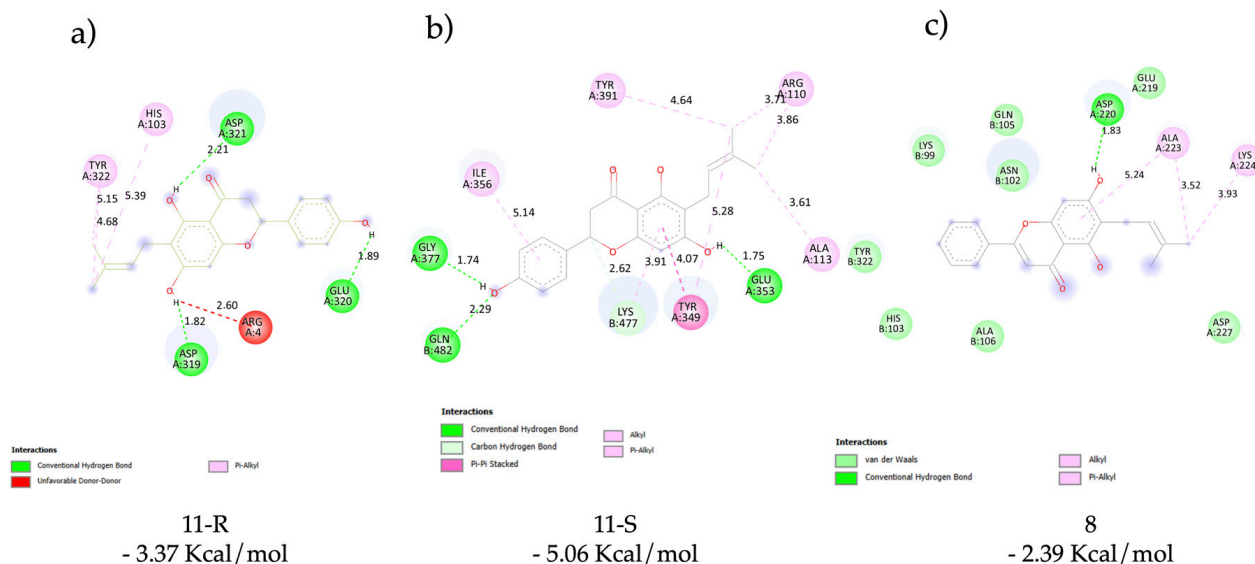 a)
HIS
A:103
ASP
A:321
2.21
TYR
A:322
5.15
5.39
4.68
H
O
O
O
O
H
1.89
GLU
A:320
O
H
2.60
1.82
ARG
A:4
ASP
A:319
Interactions
Conventional Hydrogen Bond
Pi-Alkyl
Unfavorable Donor-Donor
11-R
- 3.37 Kcal/mol
b)
TYR
A:391
ARG
A:110
4.64
3.71
3.86
ILE
A:356
O
O
5.14
3.61
5.28
GLY
A:377
1.74
O
O
H
1.75
ALA
A:113
H
O
2.62
3.91
4.07
GLU
A:353
2.29
LYS
B:477
TYR
A:349
GLN
B:482
Interactions
Conventional Hydrogen Bond
Alkyl
Carbon Hydrogen Bond
Pi-Alkyl
Pi-Pi Stacked
11-S
- 5.06 Kcal/mol
c)
GLU
A:219
ASP
A:220
GLN
B:105
1.83
ALA
A:223
LYS
B:99
LYS
A:224
ASN
B:102
H
O
5.24
3.52
3.93
O
TYR
B:322
O
O
HIS
B:103
ALA
B:106
ASP
A:227
Interactions
van der Waals
Alkyl
Conventional Hydrogen Bond
Pi-Alkyl
8
- 2.39 Kcal/mol